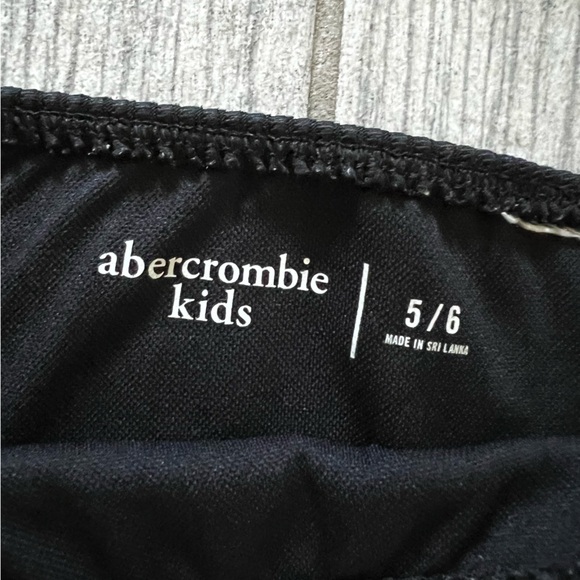 abercrombie
kids
5/6
MADE IN SRI LANKA